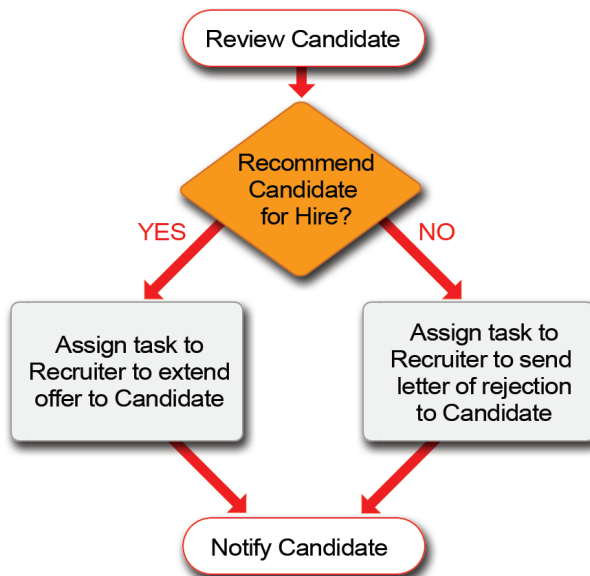 Review Candidate
Recommend
Candidate
for Hire?
YES
NO
Assign task to
Recruiter to extend
offer to Candidate
Assign task to
Recruiter to send
letter of rejection
to Candidate
Notify Candidate